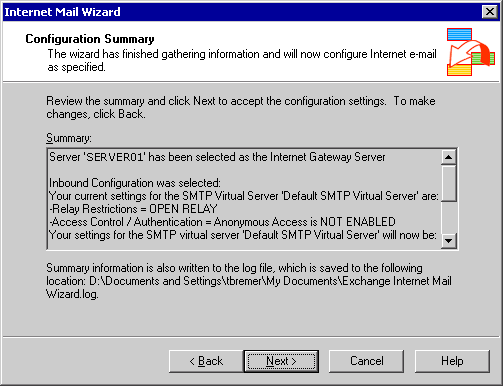 Internet Mail Wizard
Configuration Summary
The wizard has finished gathering information and will now configure Internet e-mail
as specified.
Review the summary and click Next to accept the configuration settings. To make
changes, click Back.
Summary:
Server 'SERVER01' has been selected as the Internet Gateway Server
Inbound Configuration was selected:
Your current settings for the SMTP Virtual Server 'Default SMTP Virtual Server' are:
-Relay Restrictions = OPEN RELAY
-Access Control / Authentication = Anonymous Access is NOT ENABLED
Your settings for the SMTP virtual server 'Default SMTP Virtual Server' will now be:
Summary information is also written to the log file, which is saved to the following
location: D:\Documents and Settings\tbremer\My Documents\Exchange Internet Mail
Wizard.log.
< Back Next > Cancel Help